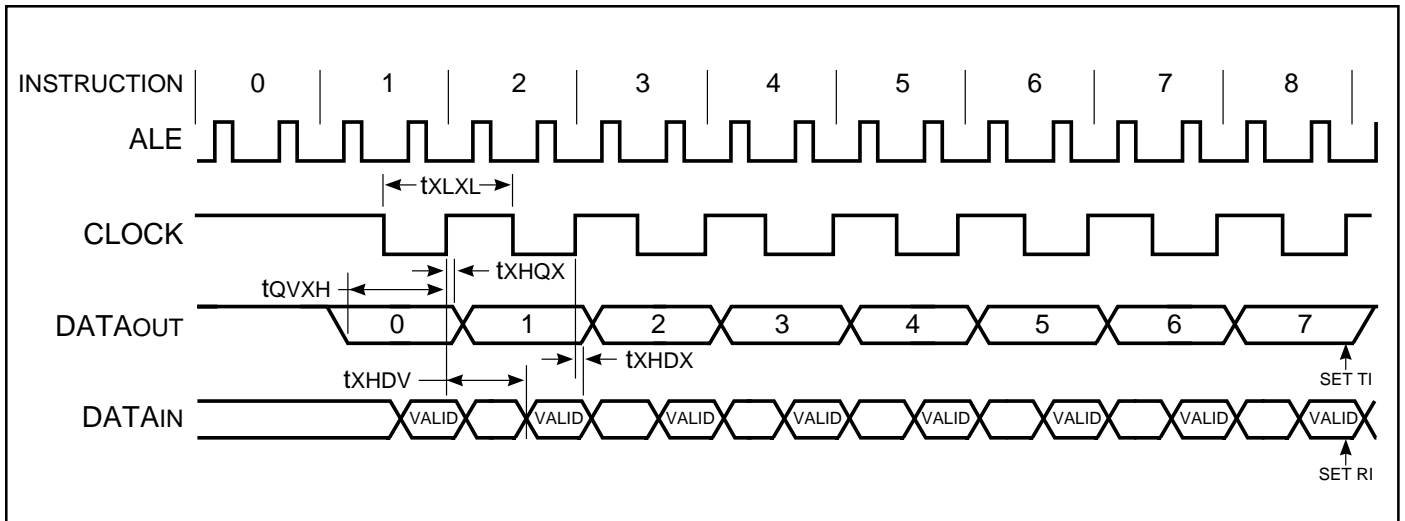 INSTRUCTION 0 1 2 3 4 5 6 7 8
ALE
tXLXL
CLOCK
tXHQX
tQVXH
DATAOUT 0 1 2 3 4 5 6 7
tXHDX
tXHDV
SET TI
DATAIN VALID VALID VALID VALID VALID VALID VALID VALID
SET RI